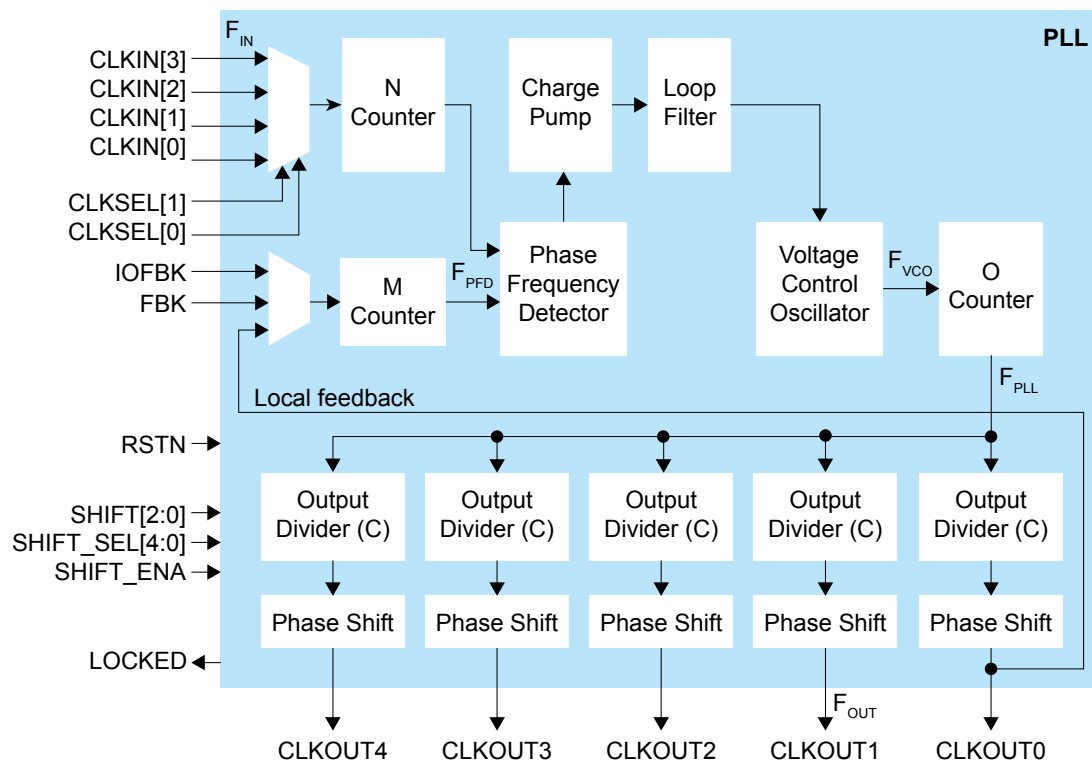 PLL
F_IN
CLKIN[3]
CLKIN[2]
CLKIN[1]
CLKIN[0]
CLKSEL[1]
CLKSEL[0]
N
Counter
Charge
Pump
Loop
Filter
IOFBK
FBK
M
Counter
F_PFD
Phase
Frequency
Detector
Voltage
Control
Oscillator
F_VCO
O
Counter
F_PLL
Local feedback
RSTN
SHIFT[2:0]
SHIFT_SEL[4:0]
SHIFT_ENA
LOCKED
Output
Divider (C)
Output
Divider (C)
Output
Divider (C)
Output
Divider (C)
Output
Divider (C)
Phase Shift
Phase Shift
Phase Shift
Phase Shift
Phase Shift
F_OUT
CLKOUT4
CLKOUT3
CLKOUT2
CLKOUT1
CLKOUT0